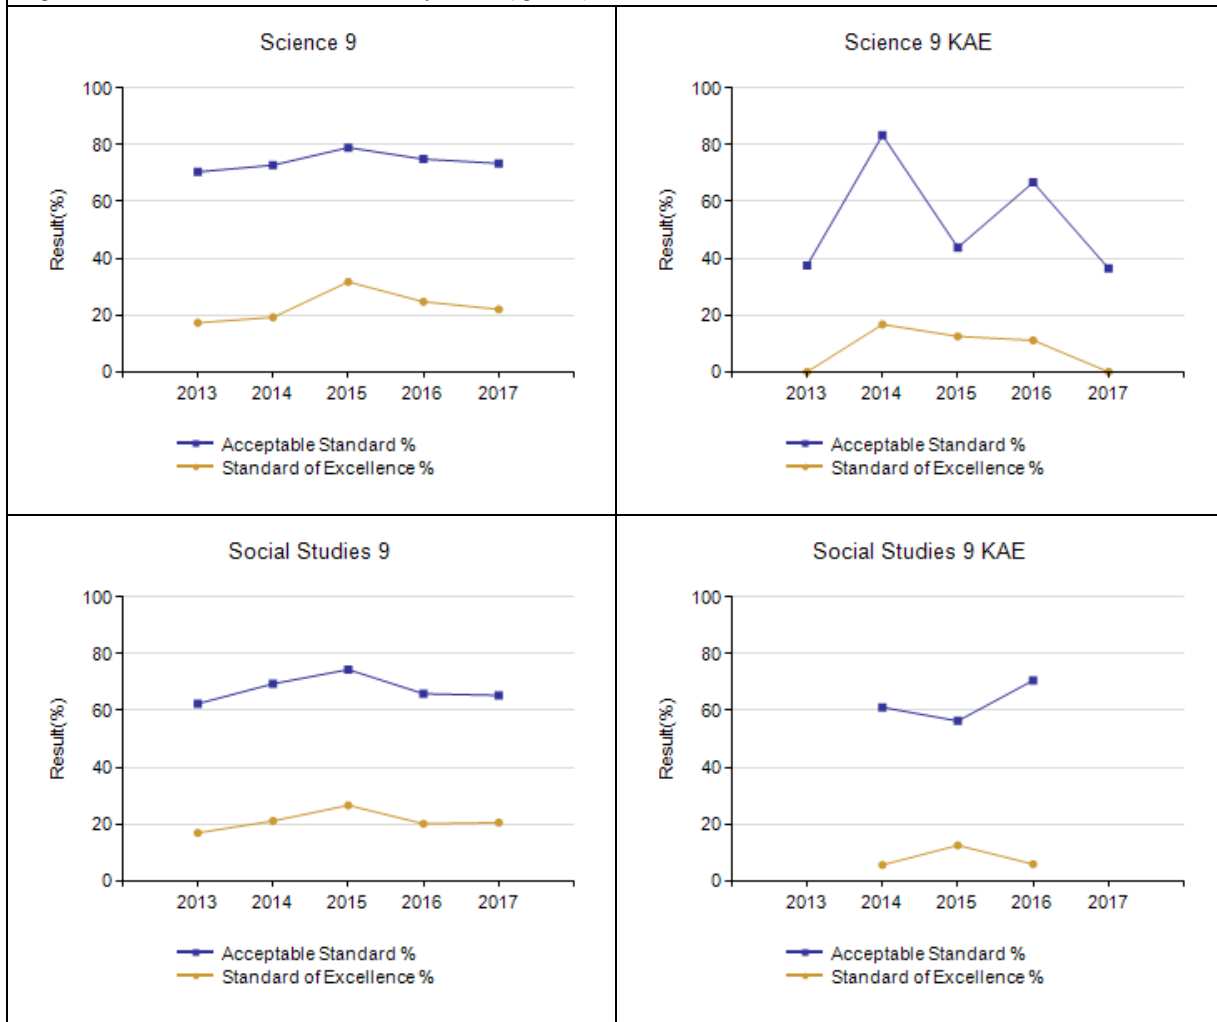 Science 9
100
80
60
40
20
0
Result(%)
2013 2014 2015 2016 2017
Acceptable Standard %
Standard of Excellence %
Science 9 KAE
100
80
60
40
20
0
Result(%)
2013 2014 2015 2016 2017
Acceptable Standard %
Standard of Excellence %
Social Studies 9
100
80
60
40
20
0
Result(%)
2013 2014 2015 2016 2017
Acceptable Standard %
Standard of Excellence %
Social Studies 9 KAE
100
80
60
40
20
0
Result(%)
2013 2014 2015 2016 2017
Acceptable Standard %
Standard of Excellence %